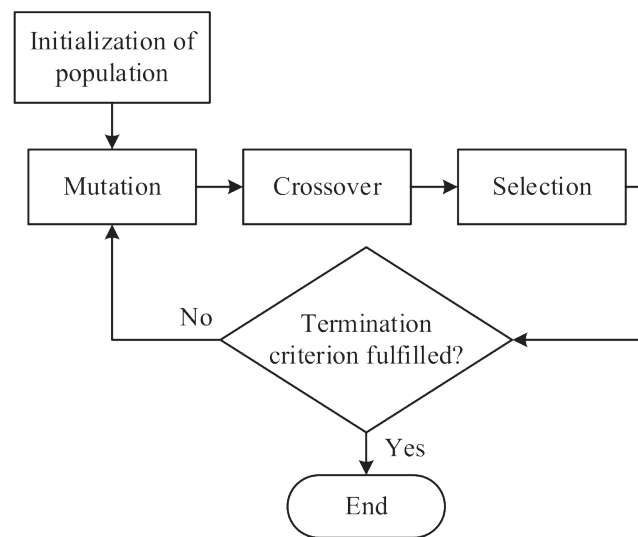 Initialization of
population
Mutation
Crossover
Selection
No
Termination
criterion fulfilled?
Yes
End